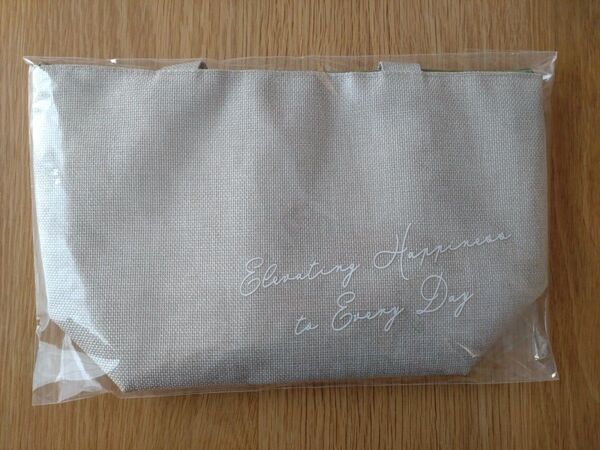 Elevating Happiness
to Every Day